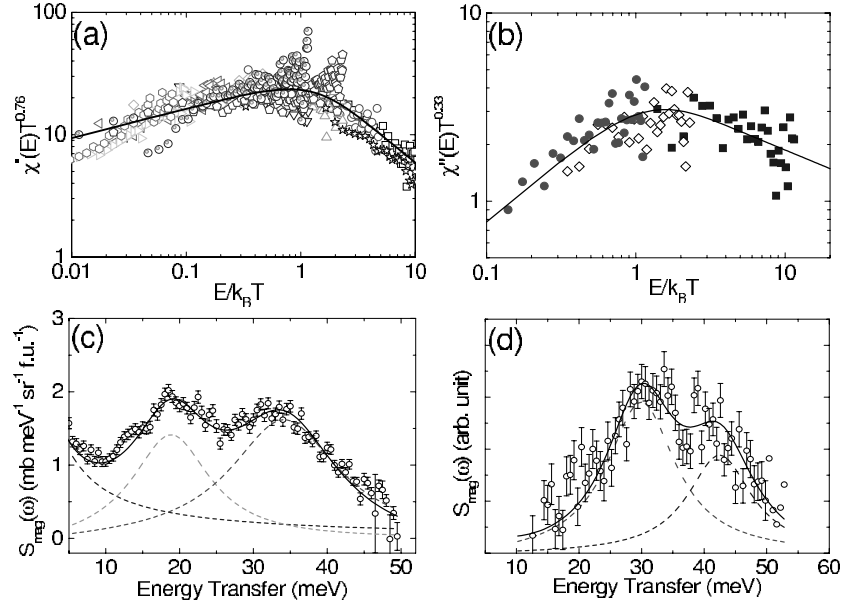 (a)
100
10
1
χ"(E)T^0.76
0.01 0.1 1 10
E/k_BT
(b)
10
1
χ"(E)T^0.33
0.1 1 10
E/k_BT
(c)
3
2
1
0
S_mag(ω) (mb meV^-1 sr^-1 f.u.^-1)
10 20 30 40 50
Energy Transfer (meV)
(d)
S_mag(ω) (arb. unit)
10 20 30 40 50 60
Energy Transfer (meV)